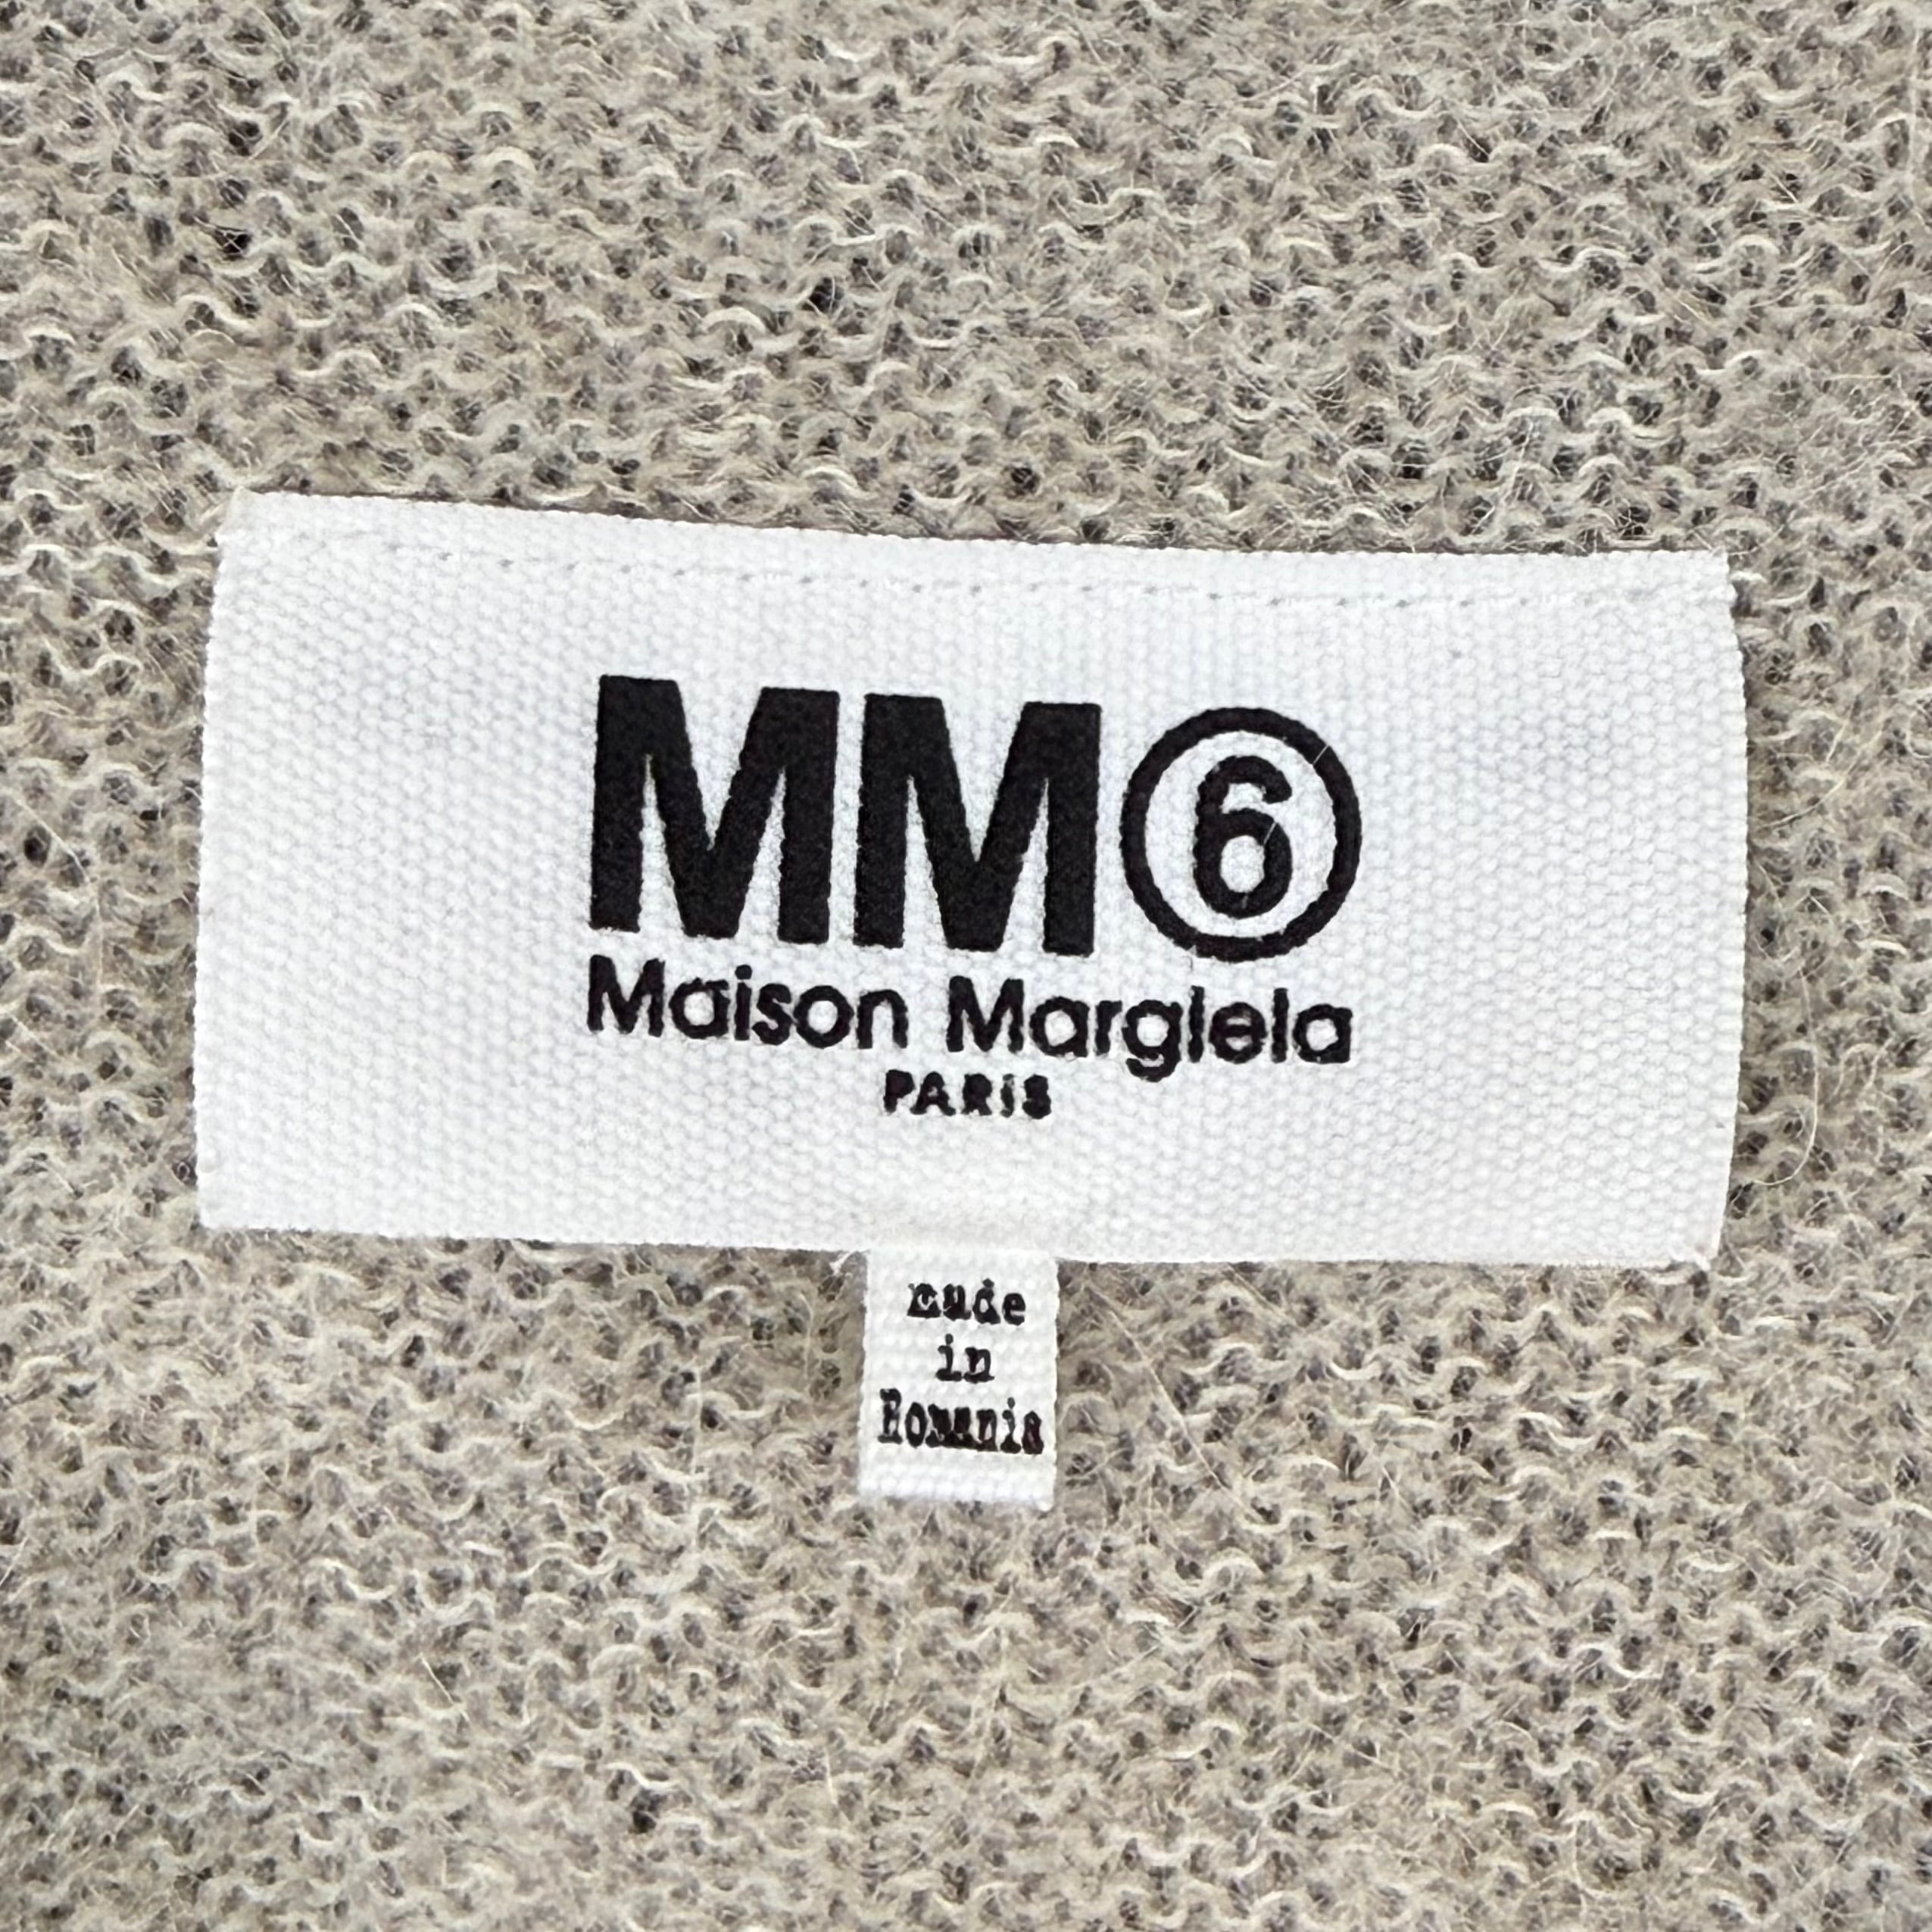 MM⑥
Maison Margiela
PARIS
made
in
Romania